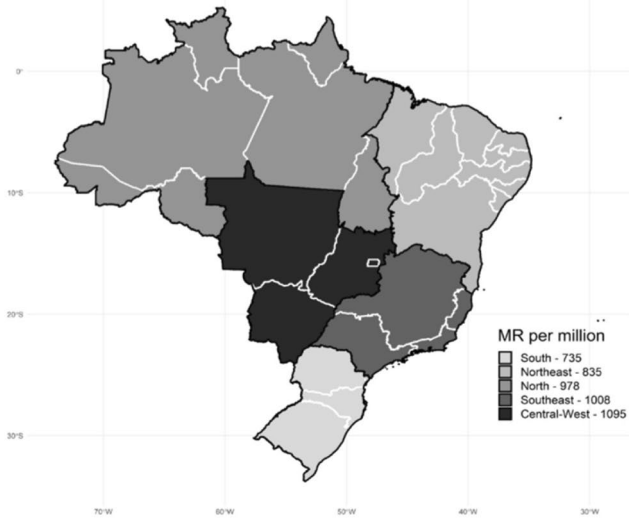 0°
10°S
20°S
30°S
MR per million
South - 735
Northeast - 835
North - 978
Southeast - 1008
Central-West - 1095
70°W
60°W
50°W
40°W
30°W